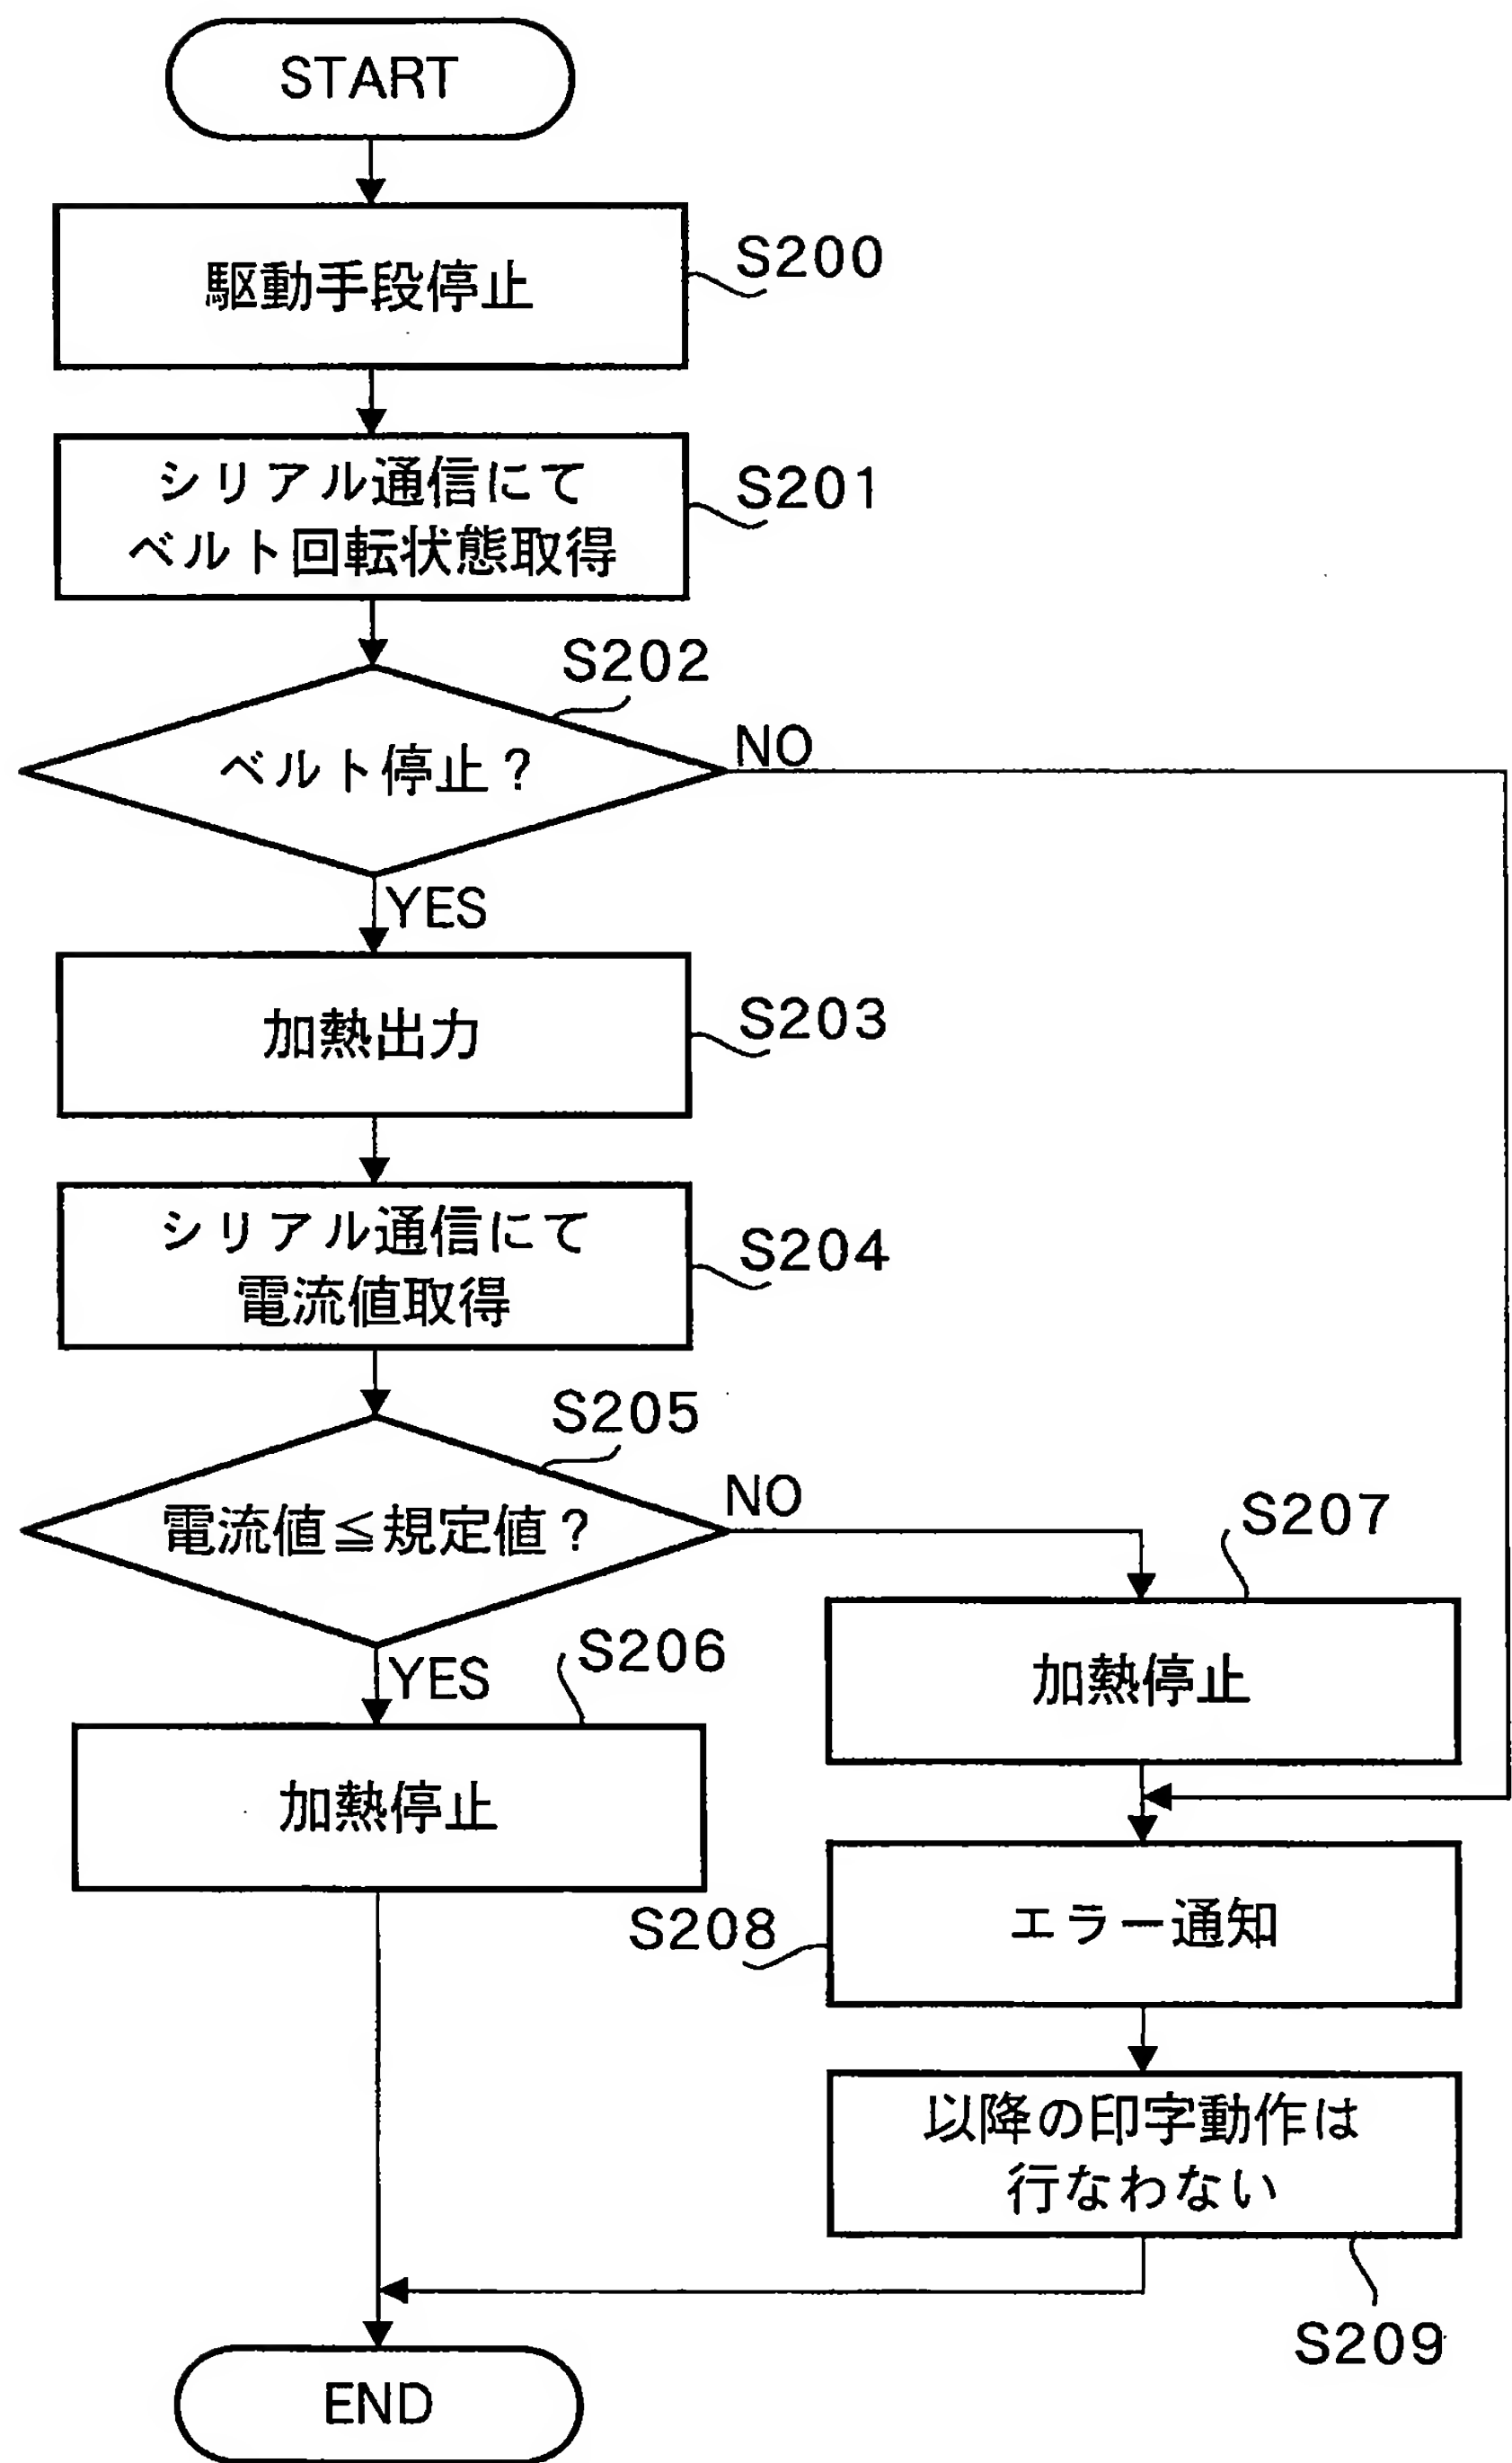 START
駆動手段停止
S200
シリアル通信にて
ベルト回転状態取得
S201
S202
ベルト停止?
NO
YES
加熱出力
S203
シリアル通信にて
電流値取得
S204
S205
電流値≦規定値?
NO
YES
S207
加熱停止
S206
加熱停止
エラー通知
S208
以降の印字動作は
行なわない
S209
END